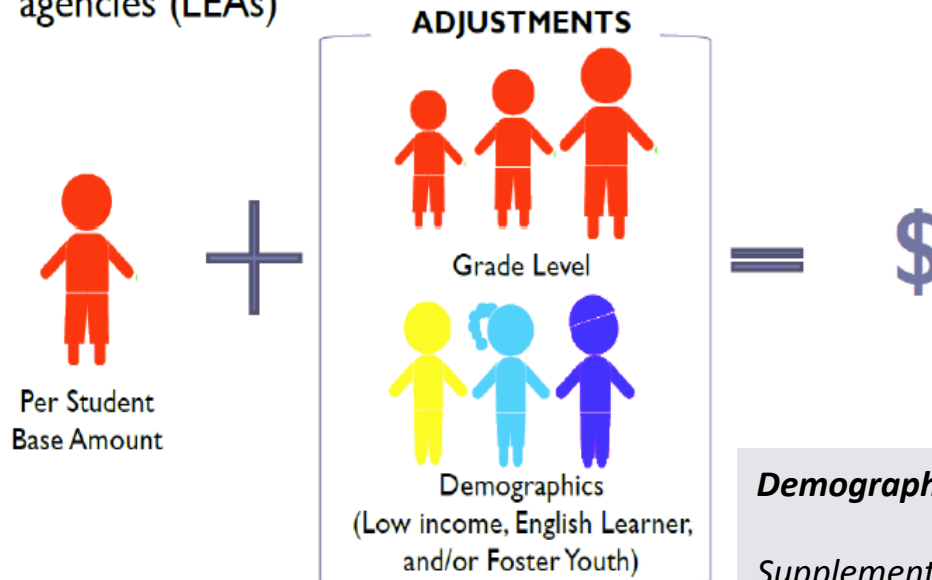 agencies (LEAs)
ADJUSTMENTS
Grade Level
$
Per Student
Base Amount
Demographics
(Low income, English Learner,
and/or Foster Youth)
Demograph
Supplement